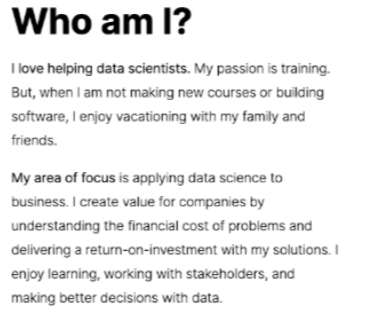 Who am I?
I love helping data scientists. My passion is training.
But, when I am not making new courses or building
software, I enjoy vacationing with my family and
friends.
My area of focus is applying data science to
business. I create value for companies by
understanding the financial cost of problems and
delivering a return-on-investment with my solutions. I
enjoy learning, working with stakeholders, and
making better decisions with data.